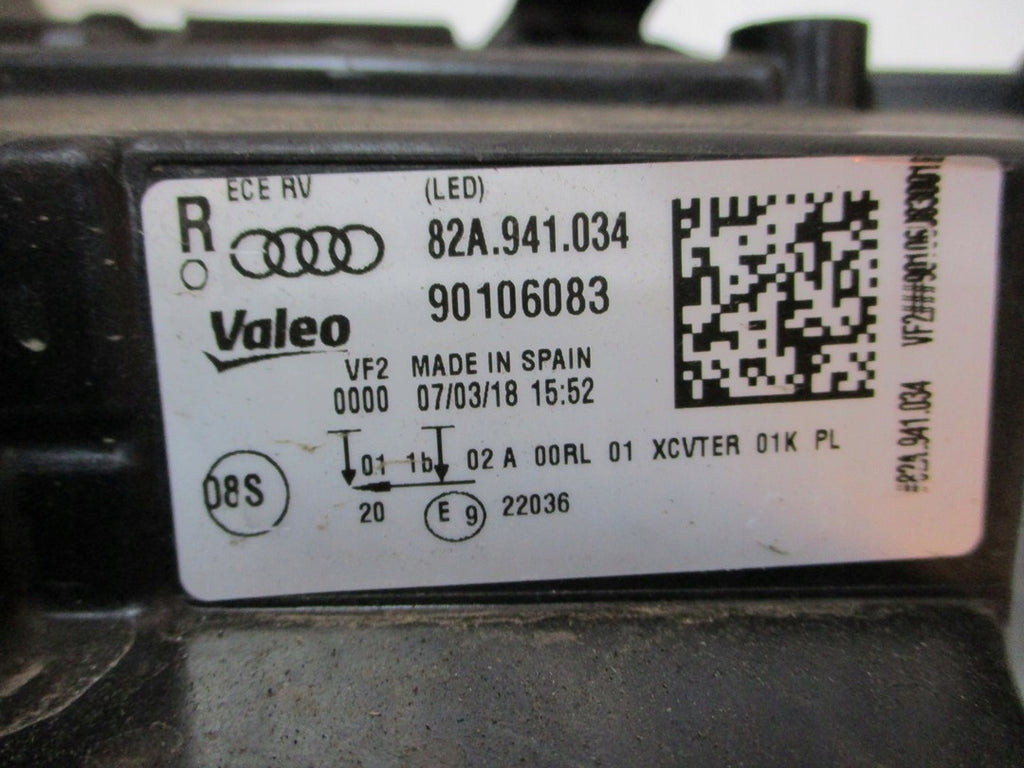 R
ECE RV
(LED)
82A.941.034
90106083
Valeo
VF2 MADE IN SPAIN
0000 07/03/18 15:52
01 1b 02 A 00RL 01 XCVTER 01K PL
08S
20 E 9 22036
#82A.941.034